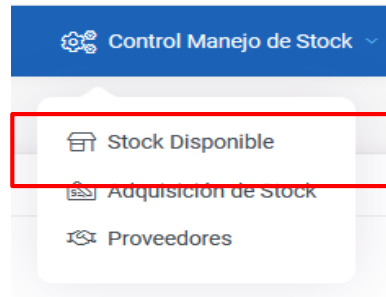 Control Manejo de Stock
Stock Disponible
Adquisición de Stock
Proveedores